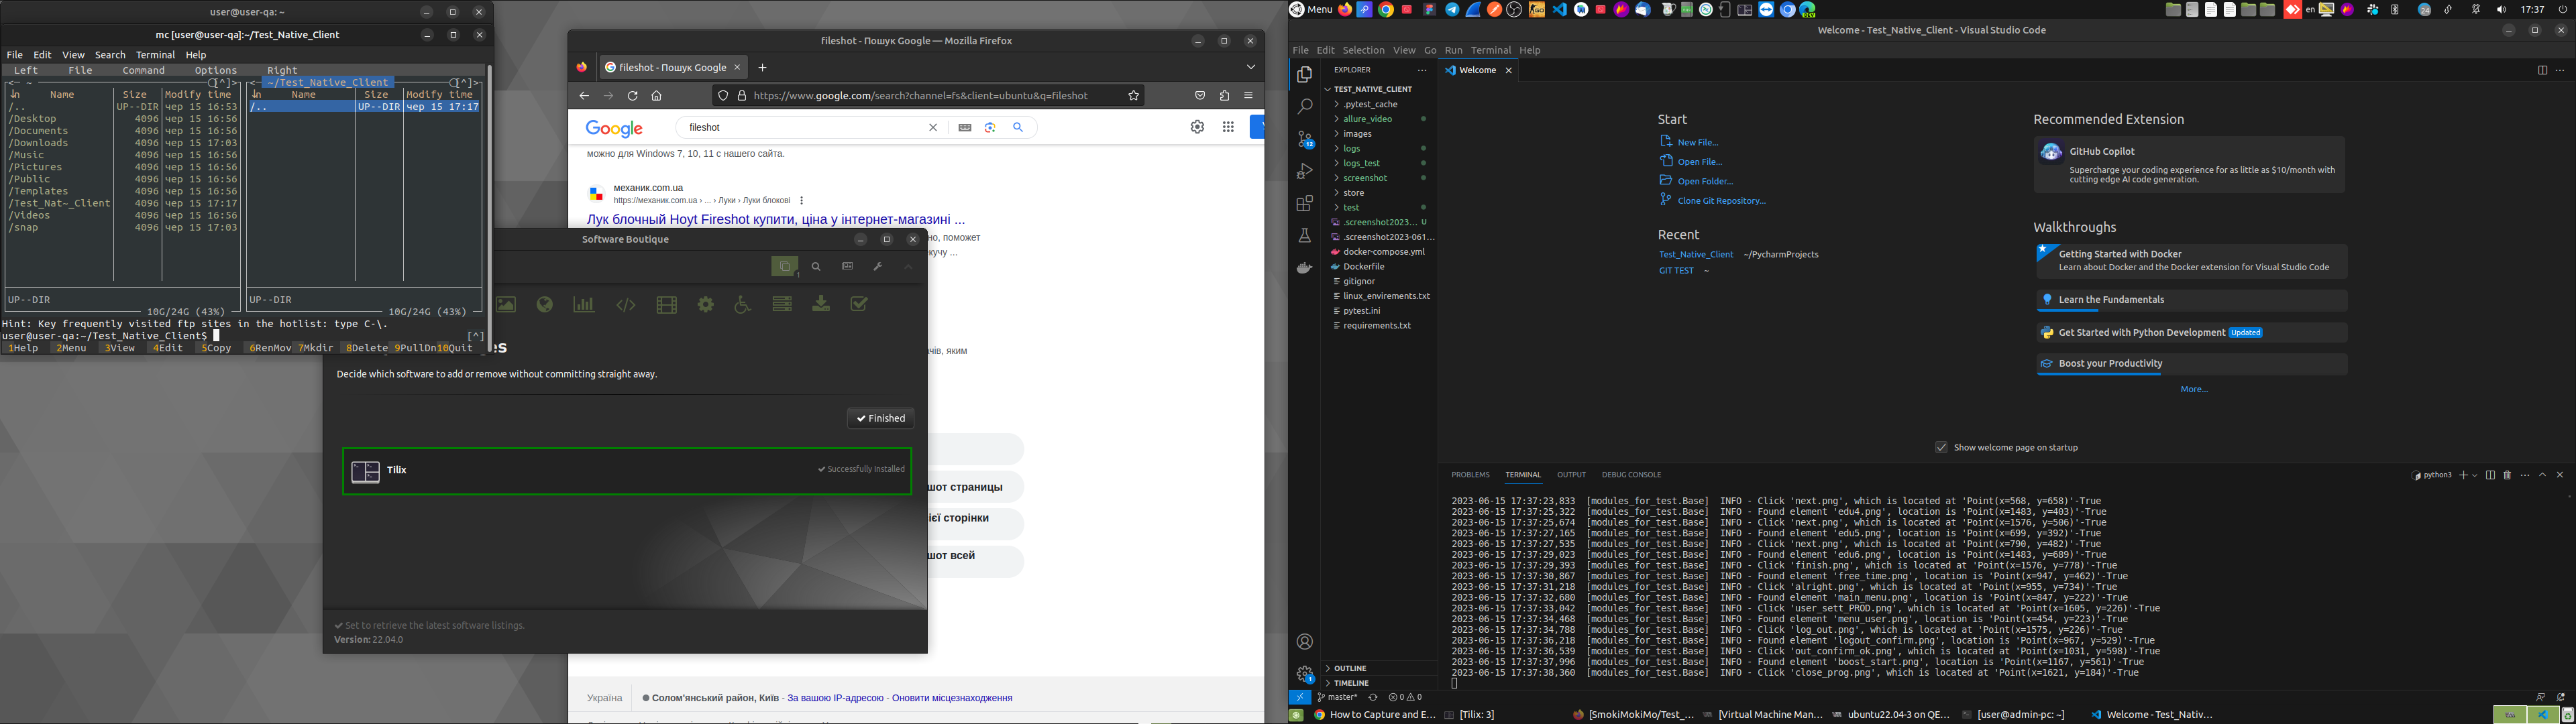 user@user-qa: ~
mc [user@user-qa]:~/Test_Native_Client
File Edit View Search Terminal Help
Left File Command Options Right
~ ~/Test_Native_Client
n Name Size Modify time n Name Size Modify time
/.. UP--DIR чер 15 16:53 /.. UP--DIR чер 15 17:17
/Desktop 4096 чер 15 16:56
/Documents 4096 чер 15 16:56
/Downloads 4096 чер 15 17:03
/Music 4096 чер 15 16:56
/Pictures 4096 чер 15 16:56
/Public 4096 чер 15 16:56
/Templates 4096 чер 15 16:56
/Test_Nat~_Client 4096 чер 15 17:17
/Videos 4096 чер 15 16:56
/snap 4096 чер 15 17:03
UP--DIR UP--DIR
10G/24G (43%) 10G/24G (43%)
Hint: Key frequently visited ftp sites in the hotlist: type C-\.
user@user-qa:~/Test_Native_Client$ [^]
1Help 2Menu 3View 4Edit 5Copy 6RenMov 7Mkdir 8Delete 9PullDn 10Quit
fileshot - Пошук Google — Mozilla Firefox
fileshot - Пошук Google
https://www.google.com/search?channel=fs&client=ubuntu&q=fileshot
Google
fileshot
можно для Windows 7, 10, 11 с нашего сайта.
механик.com.ua
https://механик.com.ua › ... › Луки › Луки блокові
Лук блочный Hoyt Fireshot купити, ціна у інтернет-магазині ...
но, поможет
екучу ...
ачів, яким
шот страницы
ієї сторінки
шот всей
Україна
Солом'янський район, Київ - За вашою IP-адресою - Оновити місцезнаходження
Software Boutique
1
es
Decide which software to add or remove without committing straight away.
Finished
Tilix
Successfully Installed
Set to retrieve the latest software listings.
Version: 22.04.0
Menu
en
24
17:37
Welcome - Test_Native_Client - Visual Studio Code
File Edit Selection View Go Run Terminal Help
EXPLORER
TEST_NATIVE_CLIENT
.pytest_cache
allure_video
images
logs
logs_test
screenshot
store
test
.screenshot2023... U
.screenshot2023-061...
docker-compose.yml
Dockerfile
gitignor
linux_envirements.txt
pytest.ini
requirements.txt
OUTLINE
TIMELINE
12
1
Welcome
Start
New File...
Open File...
Open Folder...
Clone Git Repository...
Recent
Test_Native_Client ~/PycharmProjects
GIT TEST ~
Recommended Extension
GitHub Copilot
Supercharge your coding experience for as little as $10/month with
cutting edge AI code generation.
Walkthroughs
Getting Started with Docker
Learn about Docker and the Docker extension for Visual Studio Code
Learn the Fundamentals
Get Started with Python Development Updated
Boost your Productivity
More...
Show welcome page on startup
PROBLEMS TERMINAL OUTPUT DEBUG CONSOLE
python3
2023-06-15 17:37:23,833 [modules_for_test.Base] INFO - Click 'next.png', which is located at 'Point(x=568, y=658)'-True
2023-06-15 17:37:25,322 [modules_for_test.Base] INFO - Found element 'edu4.png', location is 'Point(x=1483, y=403)'-True
2023-06-15 17:37:25,674 [modules_for_test.Base] INFO - Click 'next.png', which is located at 'Point(x=1576, y=506)'-True
2023-06-15 17:37:27,165 [modules_for_test.Base] INFO - Found element 'edu5.png', location is 'Point(x=699, y=392)'-True
2023-06-15 17:37:27,535 [modules_for_test.Base] INFO - Click 'next.png', which is located at 'Point(x=790, y=482)'-True
2023-06-15 17:37:29,023 [modules_for_test.Base] INFO - Found element 'edu6.png', location is 'Point(x=1483, y=689)'-True
2023-06-15 17:37:29,393 [modules_for_test.Base] INFO - Click 'finish.png', which is located at 'Point(x=1576, y=778)'-True
2023-06-15 17:37:30,867 [modules_for_test.Base] INFO - Found element 'free_time.png', location is 'Point(x=947, y=462)'-True
2023-06-15 17:37:31,218 [modules_for_test.Base] INFO - Click 'alright.png', which is located at 'Point(x=955, y=734)'-True
2023-06-15 17:37:32,680 [modules_for_test.Base] INFO - Found element 'main_menu.png', location is 'Point(x=847, y=222)'-True
2023-06-15 17:37:33,042 [modules_for_test.Base] INFO - Click 'user_sett_PROD.png', which is located at 'Point(x=1605, y=226)'-True
2023-06-15 17:37:34,468 [modules_for_test.Base] INFO - Found element 'menu_user.png', location is 'Point(x=454, y=223)'-True
2023-06-15 17:37:34,788 [modules_for_test.Base] INFO - Click 'log_out.png', which is located at 'Point(x=1575, y=226)'-True
2023-06-15 17:37:36,218 [modules_for_test.Base] INFO - Found element 'logout_confirm.png', location is 'Point(x=967, y=529)'-True
2023-06-15 17:37:36,539 [modules_for_test.Base] INFO - Click 'out_confirm_ok.png', which is located at 'Point(x=1031, y=598)'-True
2023-06-15 17:37:37,996 [modules_for_test.Base] INFO - Found element 'boost_start.png', location is 'Point(x=1167, y=561)'-True
2023-06-15 17:37:38,360 [modules_for_test.Base] INFO - Click 'close_prog.png', which is located at 'Point(x=1621, y=184)'-True
master* 0 0
How to Capture and E...
[Tilix: 3]
[SmokiMokiMo/Test_...
[Virtual Machine Man...
ubuntu22.04-3 on QE...
[user@admin-pc: ~]
Welcome - Test_Nativ...